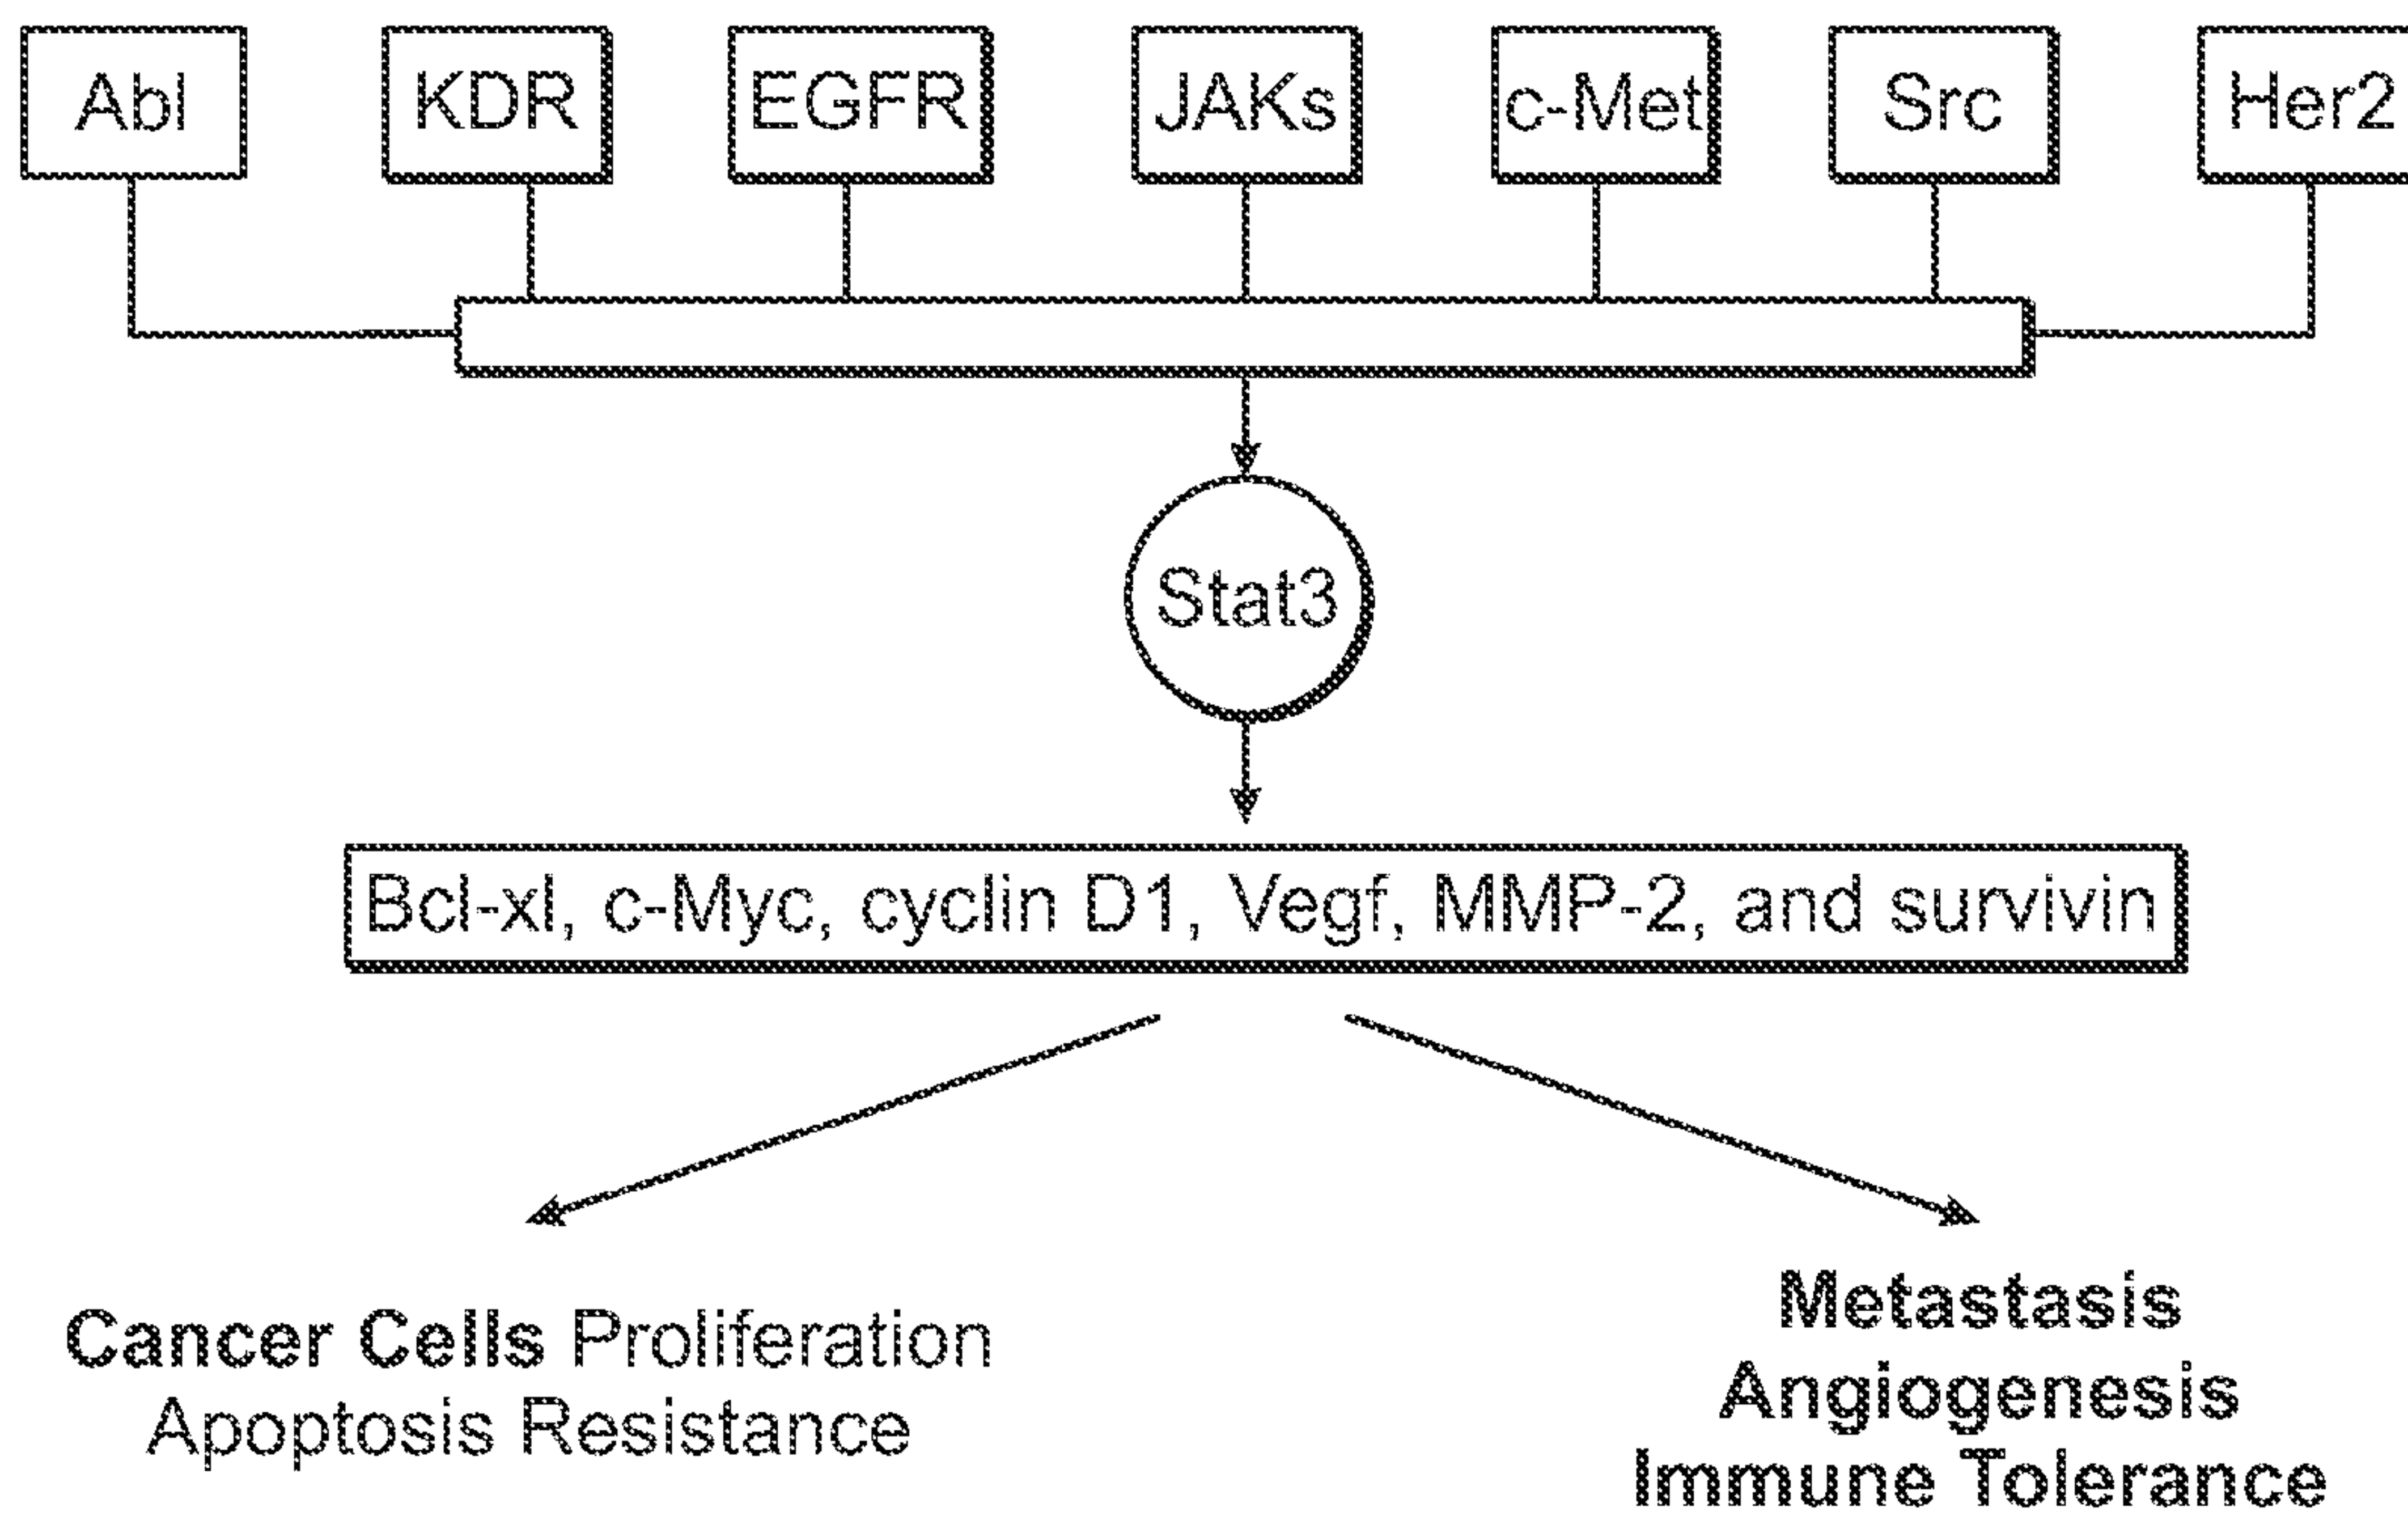 Abl KDR EGFR JAKs c-Met Src Her2
Stat3
Bcl-xl, c-Myc, cyclin D1, Vegf, MMP-2, and survivin
Cancer Cells Proliferation
Apoptosis Resistance
Metastasis
Angiogenesis
Immune Tolerance